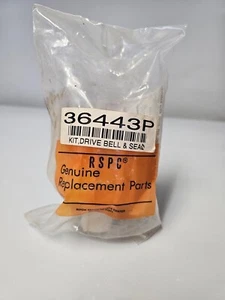 36443P
KIT,DRIVE BELL & SEAL
RSPC®
Genuine
Replacement Parts